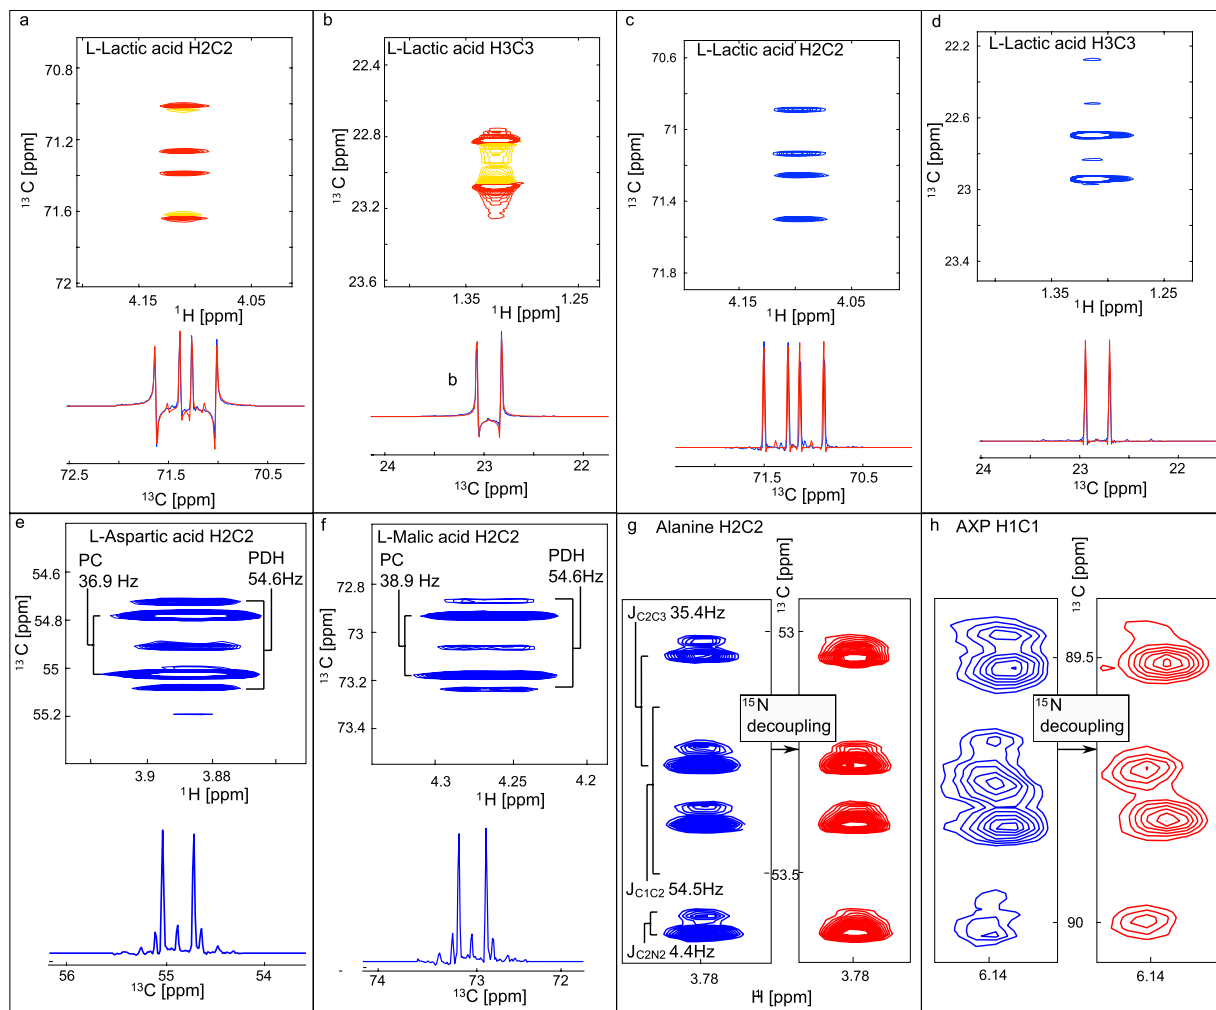 a
L-Lactic acid H2C2
70.8
71.2
71.6
72
13 C [ppm]
4.15
4.05
1H [ppm]
72.5
71.5
70.5
13C [ppm]
b
L-Lactic acid H3C3
22.4
22.8
23.2
23.6
13 C [ppm]
1.35
1.25
1H [ppm]
b
24
23
22
13C [ppm]
c
L-Lactic acid H2C2
70.6
71
71.4
71.8
13 C [ppm]
4.15
4.05
1H [ppm]
71.5
70.5
13C [ppm]
d
L-Lactic acid H3C3
22.2
22.6
23
23.4
13 C [ppm]
1.35
1.25
1H [ppm]
24
23
22
13C [ppm]
e
L-Aspartic acid H2C2
PC
36.9 Hz
PDH
54.6Hz
54.6
54.8
55
55.2
13 C [ppm]
3.9
3.88
1H [ppm]
56
55
54
13C [ppm]
f
L-Malic acid H2C2
PC
38.9 Hz
PDH
54.6Hz
72.8
73
73.2
73.4
13 C [ppm]
4.3
4.25
4.2
1H [ppm]
74
73
72
13C [ppm]
g
Alanine H2C2
13 C [ppm]
JC2C3 35.4Hz
53
15N
decoupling
53.5
JC1C2 54.5Hz
JC2N2 4.4Hz
3.78
3.78
1H [ppm]
h
AXP H1C1
13 C [ppm]
89.5
15N
decoupling
90
6.14
6.14